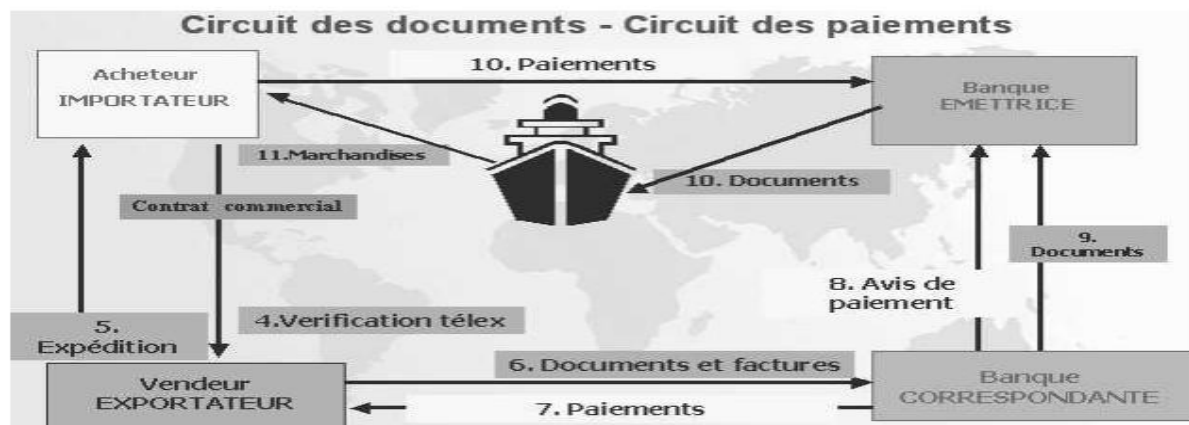 Circuit des documents - Circuit des paiements
Acheteur
IMPORTATEUR
10. Paiements
Banque
EMETTRICE
11.Marchandises
10. Documents
Contrat commercial
9.
Documents
8. Avis de
paiement
5.
Expédition
4.Verification télex
6. Documents et factures
Vendeur
EXPORTATEUR
7. Paiements
Banque
CORRESPONDANTE